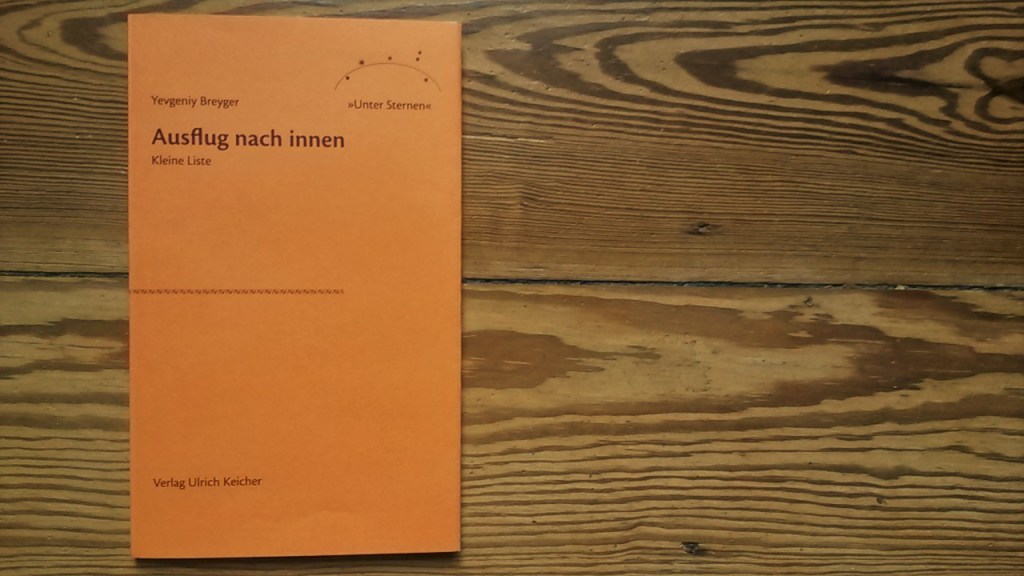 Yevgeniy Breyger
»Unter Sternen«
Ausflug nach innen
Kleine Liste
Verlag Ulrich Keicher